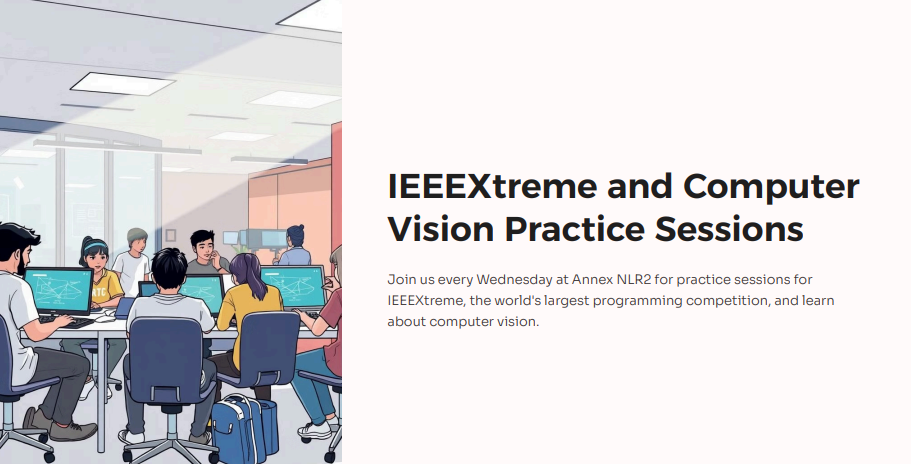 IEEEXtreme and Computer
Vision Practice Sessions
Join us every Wednesday at Annex NLR2 for practice sessions for
IEEEXtreme, the world's largest programming competition, and learn
about computer vision.